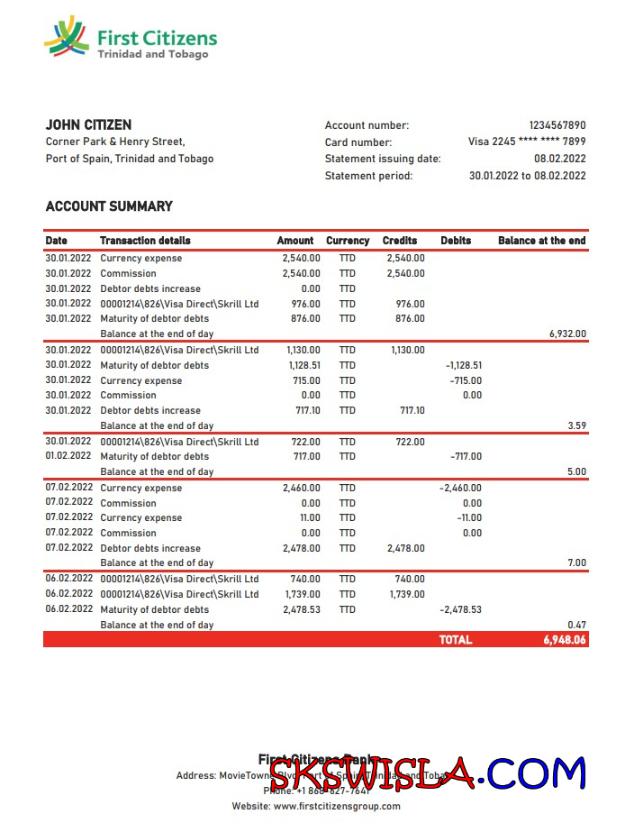 First Citizens
Trinidad and Tobago
JOHN CITIZEN
Corner Park & Henry Street,
Port of Spain, Trinidad and Tobago
Account number: 1234567890
Card number: Visa 2245 **** **** 7899
Statement issuing date: 08.02.2022
Statement period: 30.01.2022 to 08.02.2022
ACCOUNT SUMMARY
Date Transaction details Amount Currency Credits Debits Balance at the end
30.01.2022 Currency expense 2,540.00 TTD 2,540.00
30.01.2022 Commission 2,540.00 TTD 2,540.00
30.01.2022 Debtor debts increase 0.00 TTD
30.01.2022 00001214\826\Visa Direct\Skrill Ltd 976.00 TTD 976.00
30.01.2022 Maturity of debtor debts 876.00 TTD 876.00
Balance at the end of day 6,932.00
30.01.2022 00001214\826\Visa Direct\Skrill Ltd 1,130.00 TTD 1,130.00
30.01.2022 Maturity of debtor debts 1,128.51 TTD -1,128.51
30.01.2022 Currency expense 715.00 TTD -715.00
30.01.2022 Commission 0.00 TTD 0.00
30.01.2022 Debtor debts increase 717.10 TTD 717.10
Balance at the end of day 3.59
30.01.2022 00001214\826\Visa Direct\Skrill Ltd 722.00 TTD 722.00
01.02.2022 Maturity of debtor debts 717.00 TTD -717.00
Balance at the end of day 5.00
07.02.2022 Currency expense 2,460.00 TTD -2,460.00
07.02.2022 Commission 0.00 TTD 0.00
07.02.2022 Currency expense 11.00 TTD -11.00
07.02.2022 Commission 0.00 TTD 0.00
07.02.2022 Debtor debts increase 2,478.00 TTD 2,478.00
Balance at the end of day 7.00
06.02.2022 00001214\826\Visa Direct\Skrill Ltd 740.00 TTD 740.00
06.02.2022 00001214\826\Visa Direct\Skrill Ltd 1,739.00 TTD 1,739.00
06.02.2022 Maturity of debtor debts 2,478.53 TTD -2,478.53
Balance at the end of day 0.47
TOTAL 6,948.06
First Citizens Bank
SKSWISLA.COM
Address: MovieTowne Blvd, Port of Spain, Trinidad and Tobago
Phone: +1 868-627-7641
Website: www.firstcitizensgroup.com